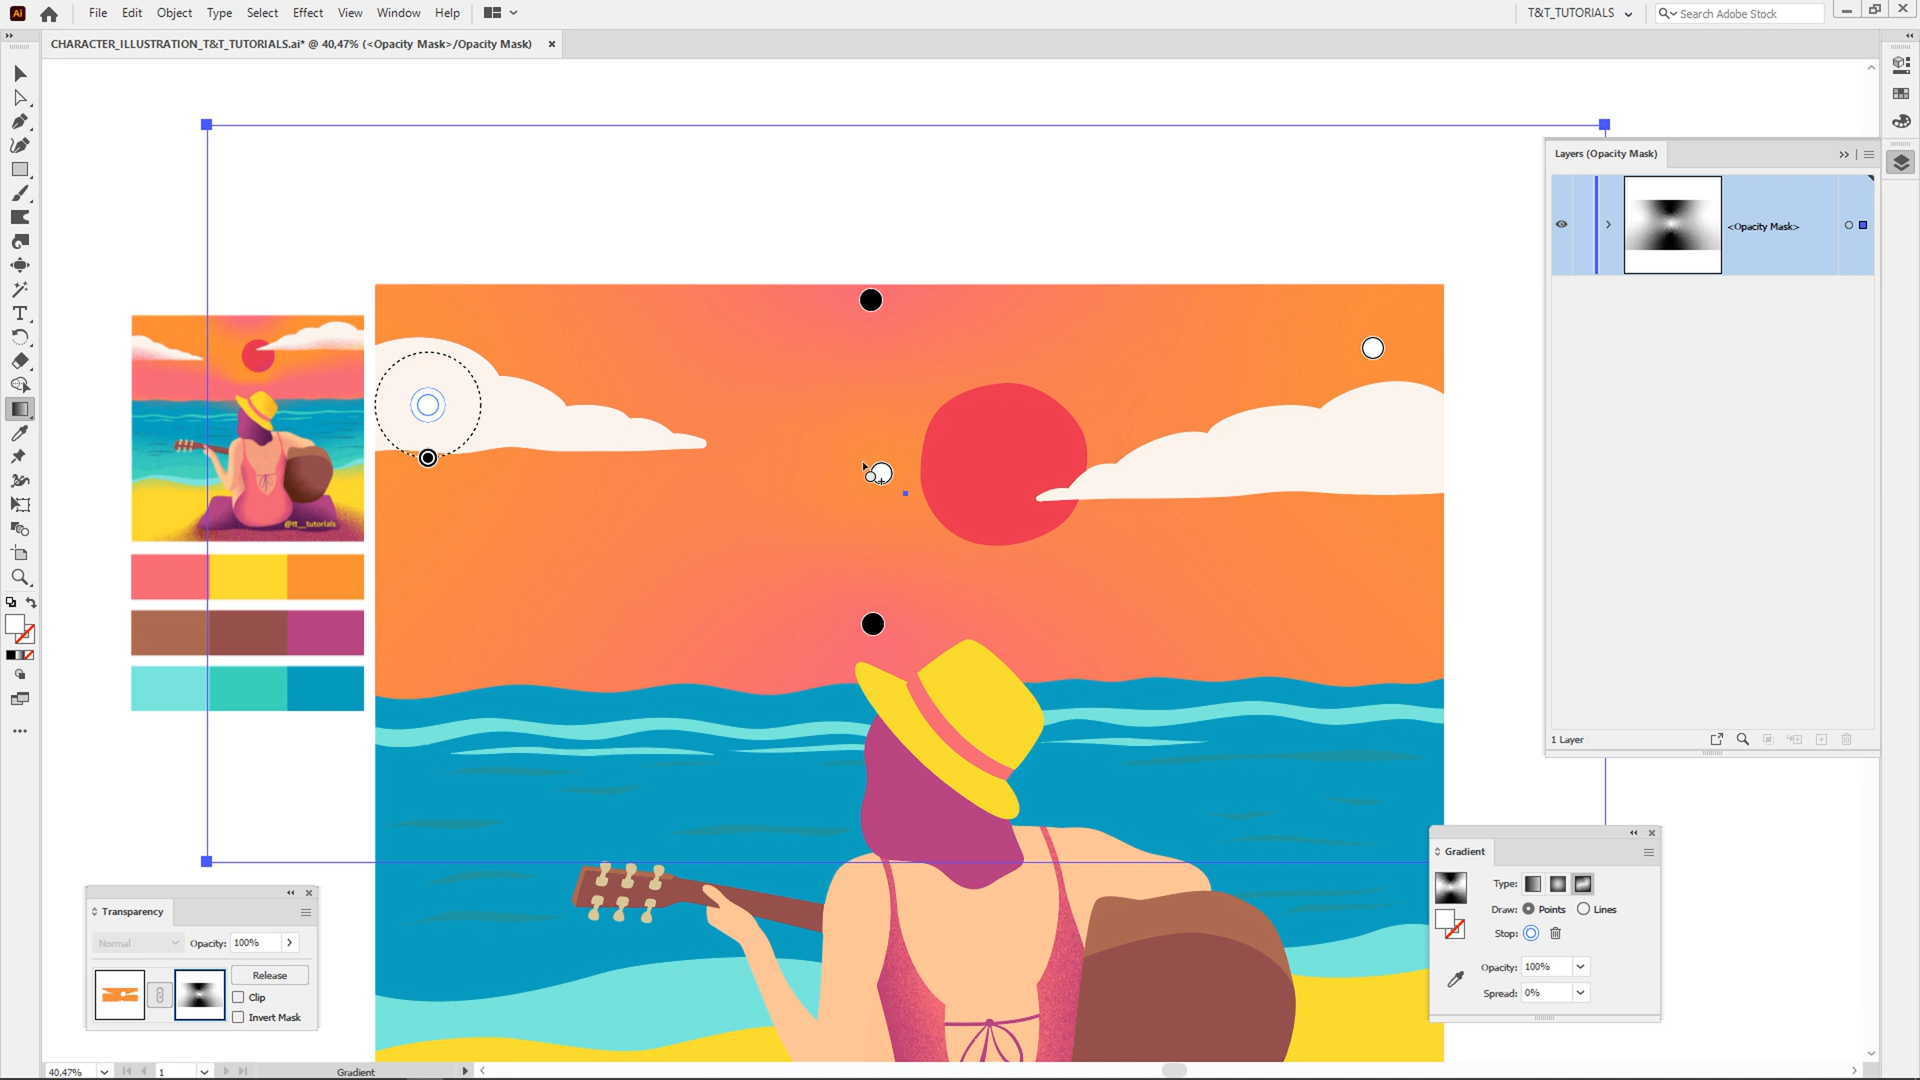 Ai File Edit Object Type Select Effect View Window Help T&T_TUTORIALS Search Adobe Stock
CHARACTER_ILLUSTRATION_T&T_TUTORIALS.ai* @ 40,47% (<Opacity Mask>/Opacity Mask)
Layers (Opacity Mask)
<Opacity Mask>
@tt_tutorials
1 Layer
Gradient
Type:
Draw: Points Lines
Stop:
Opacity: 100%
Spread: 0%
Transparency
Normal Opacity: 100%
Release
Clip
Invert Mask
40,47% 1 Gradient